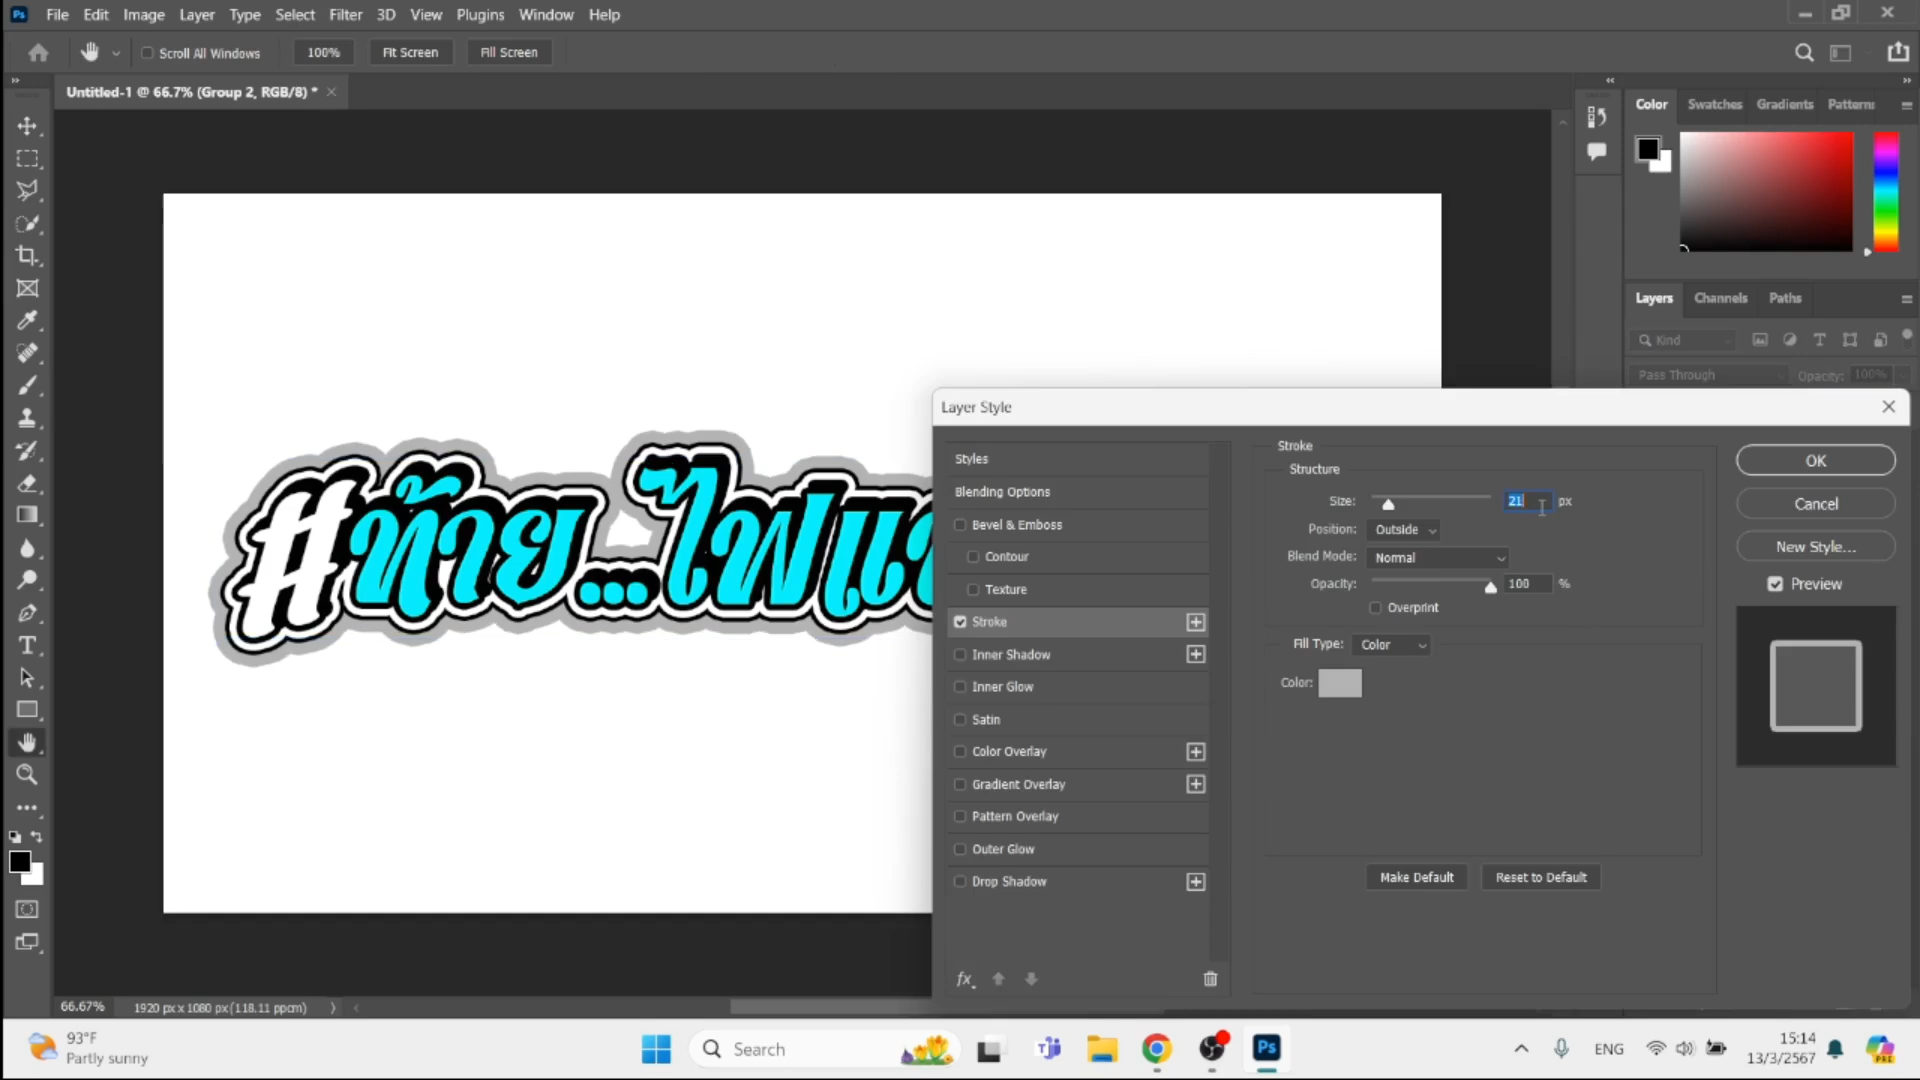 Ps File Edit Image Layer Type Select Filter 3D View Plugins Window Help
Scroll All Windows 100% Fit Screen Fill Screen
Untitled-1 @ 66.7% (Group 2, RGB/8) *
Color Swatches Gradients Patterns
Layers Channels Paths
Kind
Pass Through Opacity: 100%
#ท้าย...ไฟแ
Layer Style
Styles
Blending Options
Bevel & Emboss
Contour
Texture
Stroke
Inner Shadow
Inner Glow
Satin
Color Overlay
Gradient Overlay
Pattern Overlay
Outer Glow
Drop Shadow
fx
Stroke
Structure
Size: 21 px
Position: Outside
Blend Mode: Normal
Opacity: 100 %
Overprint
Fill Type: Color
Color:
Make Default Reset to Default
OK
Cancel
New Style...
Preview
66.67% 1920 px x 1080 px (118.11 ppcm)
93°F
Partly sunny
Search
Ps
ENG
15:14
13/3/2567
PRE